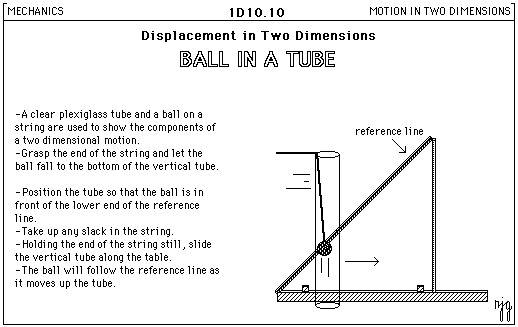 MECHANICS
1D10.10
MOTION IN TWO DIMENSIONS
Displacement in Two Dimensions
BALL IN A TUBE
-A clear plexiglass tube and a ball on a
string are used to show the components of
a two dimensional motion.
-Grasp the end of the string and let the
ball fall to the bottom of the vertical tube.
-Position the tube so that the ball is in
front of the lower end of the reference
line.
-Take up any slack in the string.
-Holding the end of the string still, slide
the vertical tube along the table.
-The ball will follow the reference line as
it moves up the tube.
reference line
njg